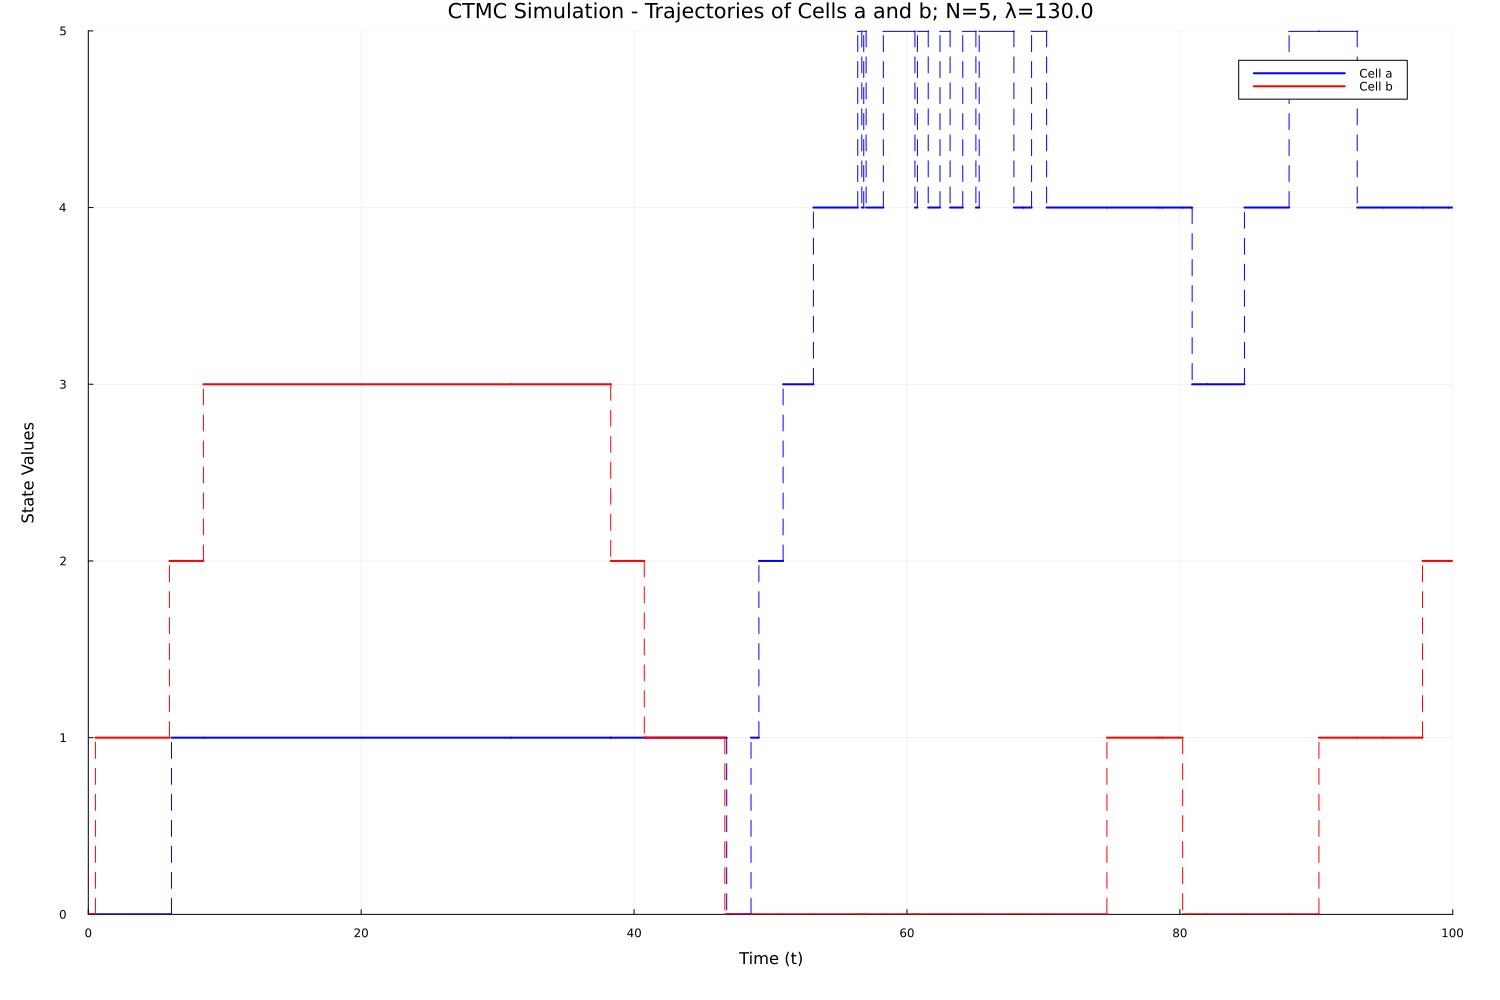 CTMC Simulation - Trajectories of Cells a and b; N=5, λ=130.0
5
Cell a
Cell b
4
3
State Values
2
1
0
0 20 40 60 80 100
Time (t)